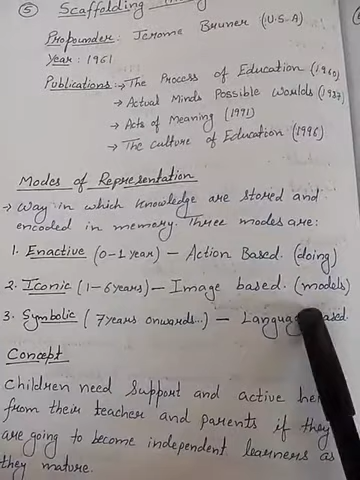 5 Scaffolding
Propounder: Jerome Bruner (U.S.A)
Year: 1961
Publications: → The Process of Education (1960)
→ Actual Minds Possible Worlds (1987)
→ Acts of Meaning (1991)
→ The Culture of Education (1996)
Modes of Representation
→ Way in which knowledge are stored and
encoded in memory. Three modes are:
1. Enactive (0-1 year) - Action Based. (doing)
2. Iconic (1-6 years) - Image based. (models)
3. Symbolic (7 years onwards...) -
Concept
Children need support and active
from their teacher and parents if they
are going to become independent learners as
they mature.